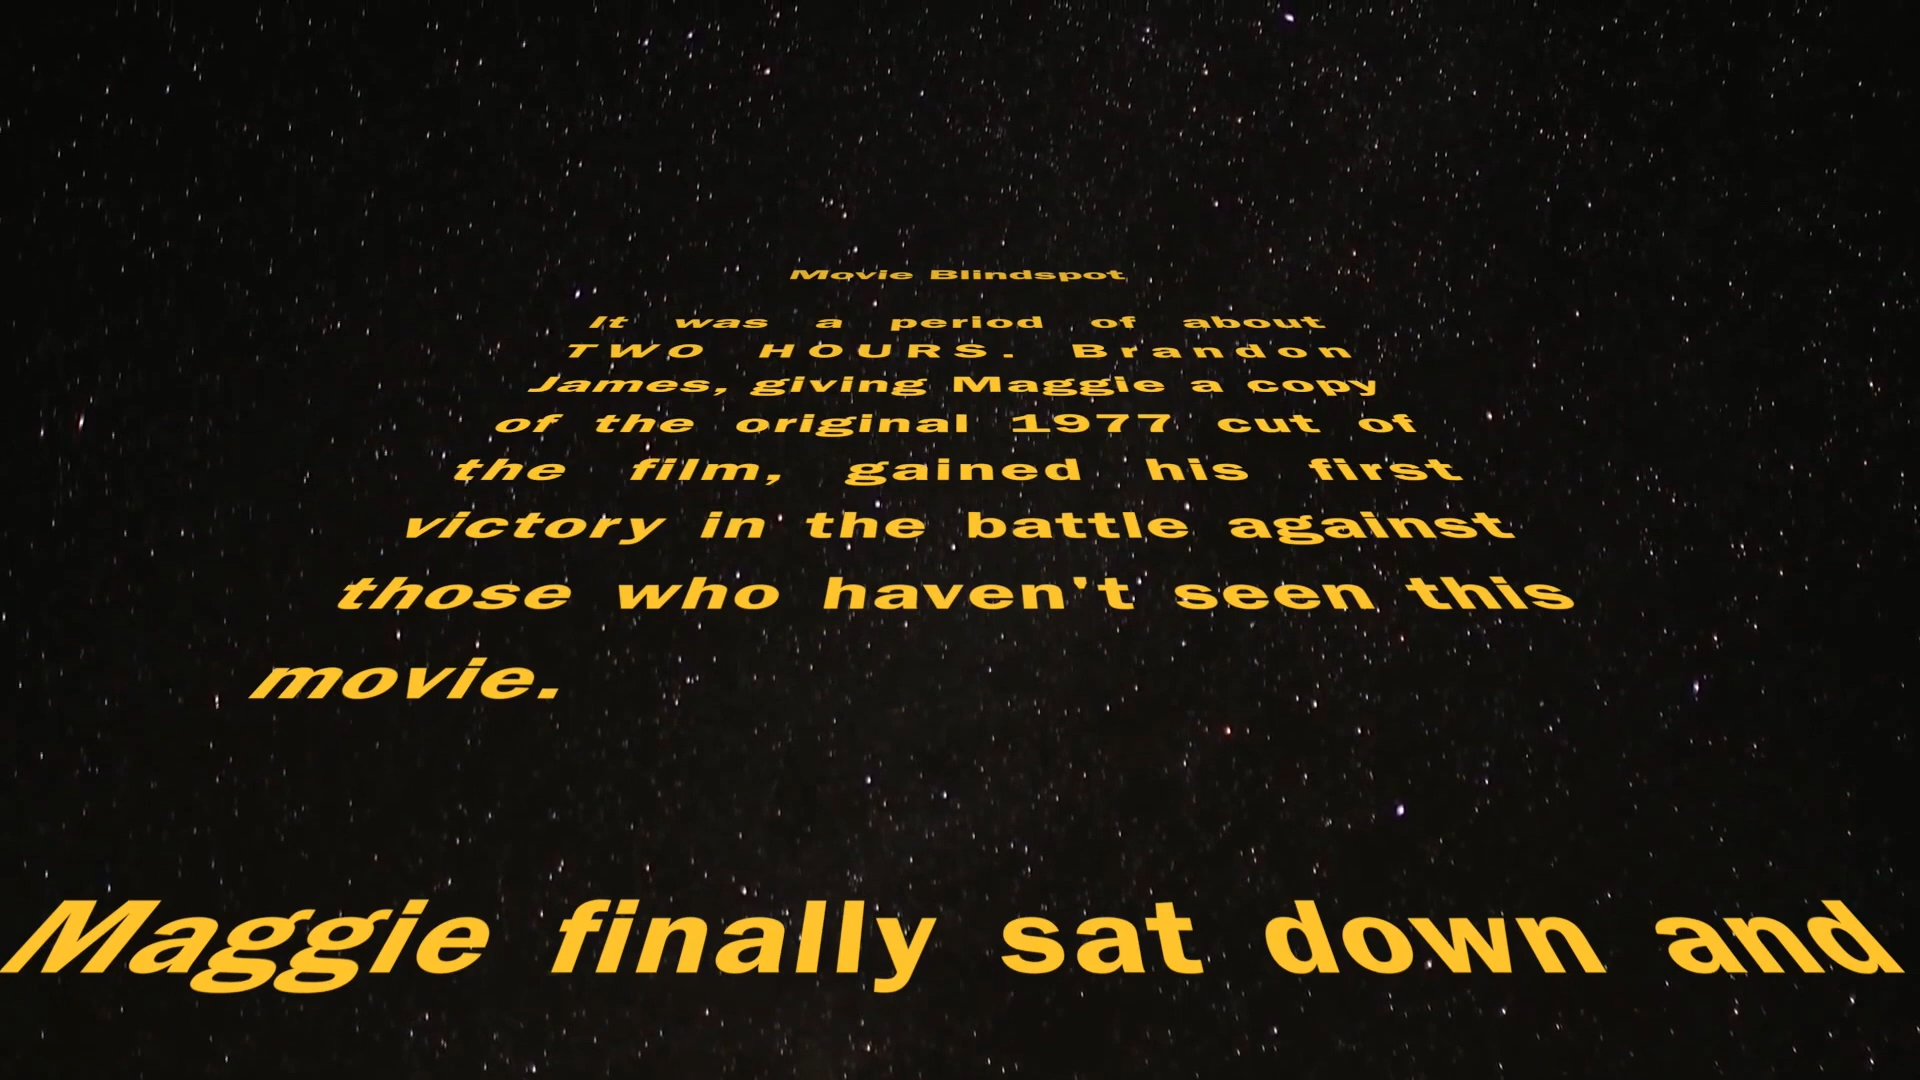 Movie Blindspot
It was a period of about
TWO HOURS. Brandon
James, giving Maggie a copy
of the original 1977 cut of
the film, gained his first
victory in the battle against
those who haven't seen this
movie.
Maggie finally sat down and